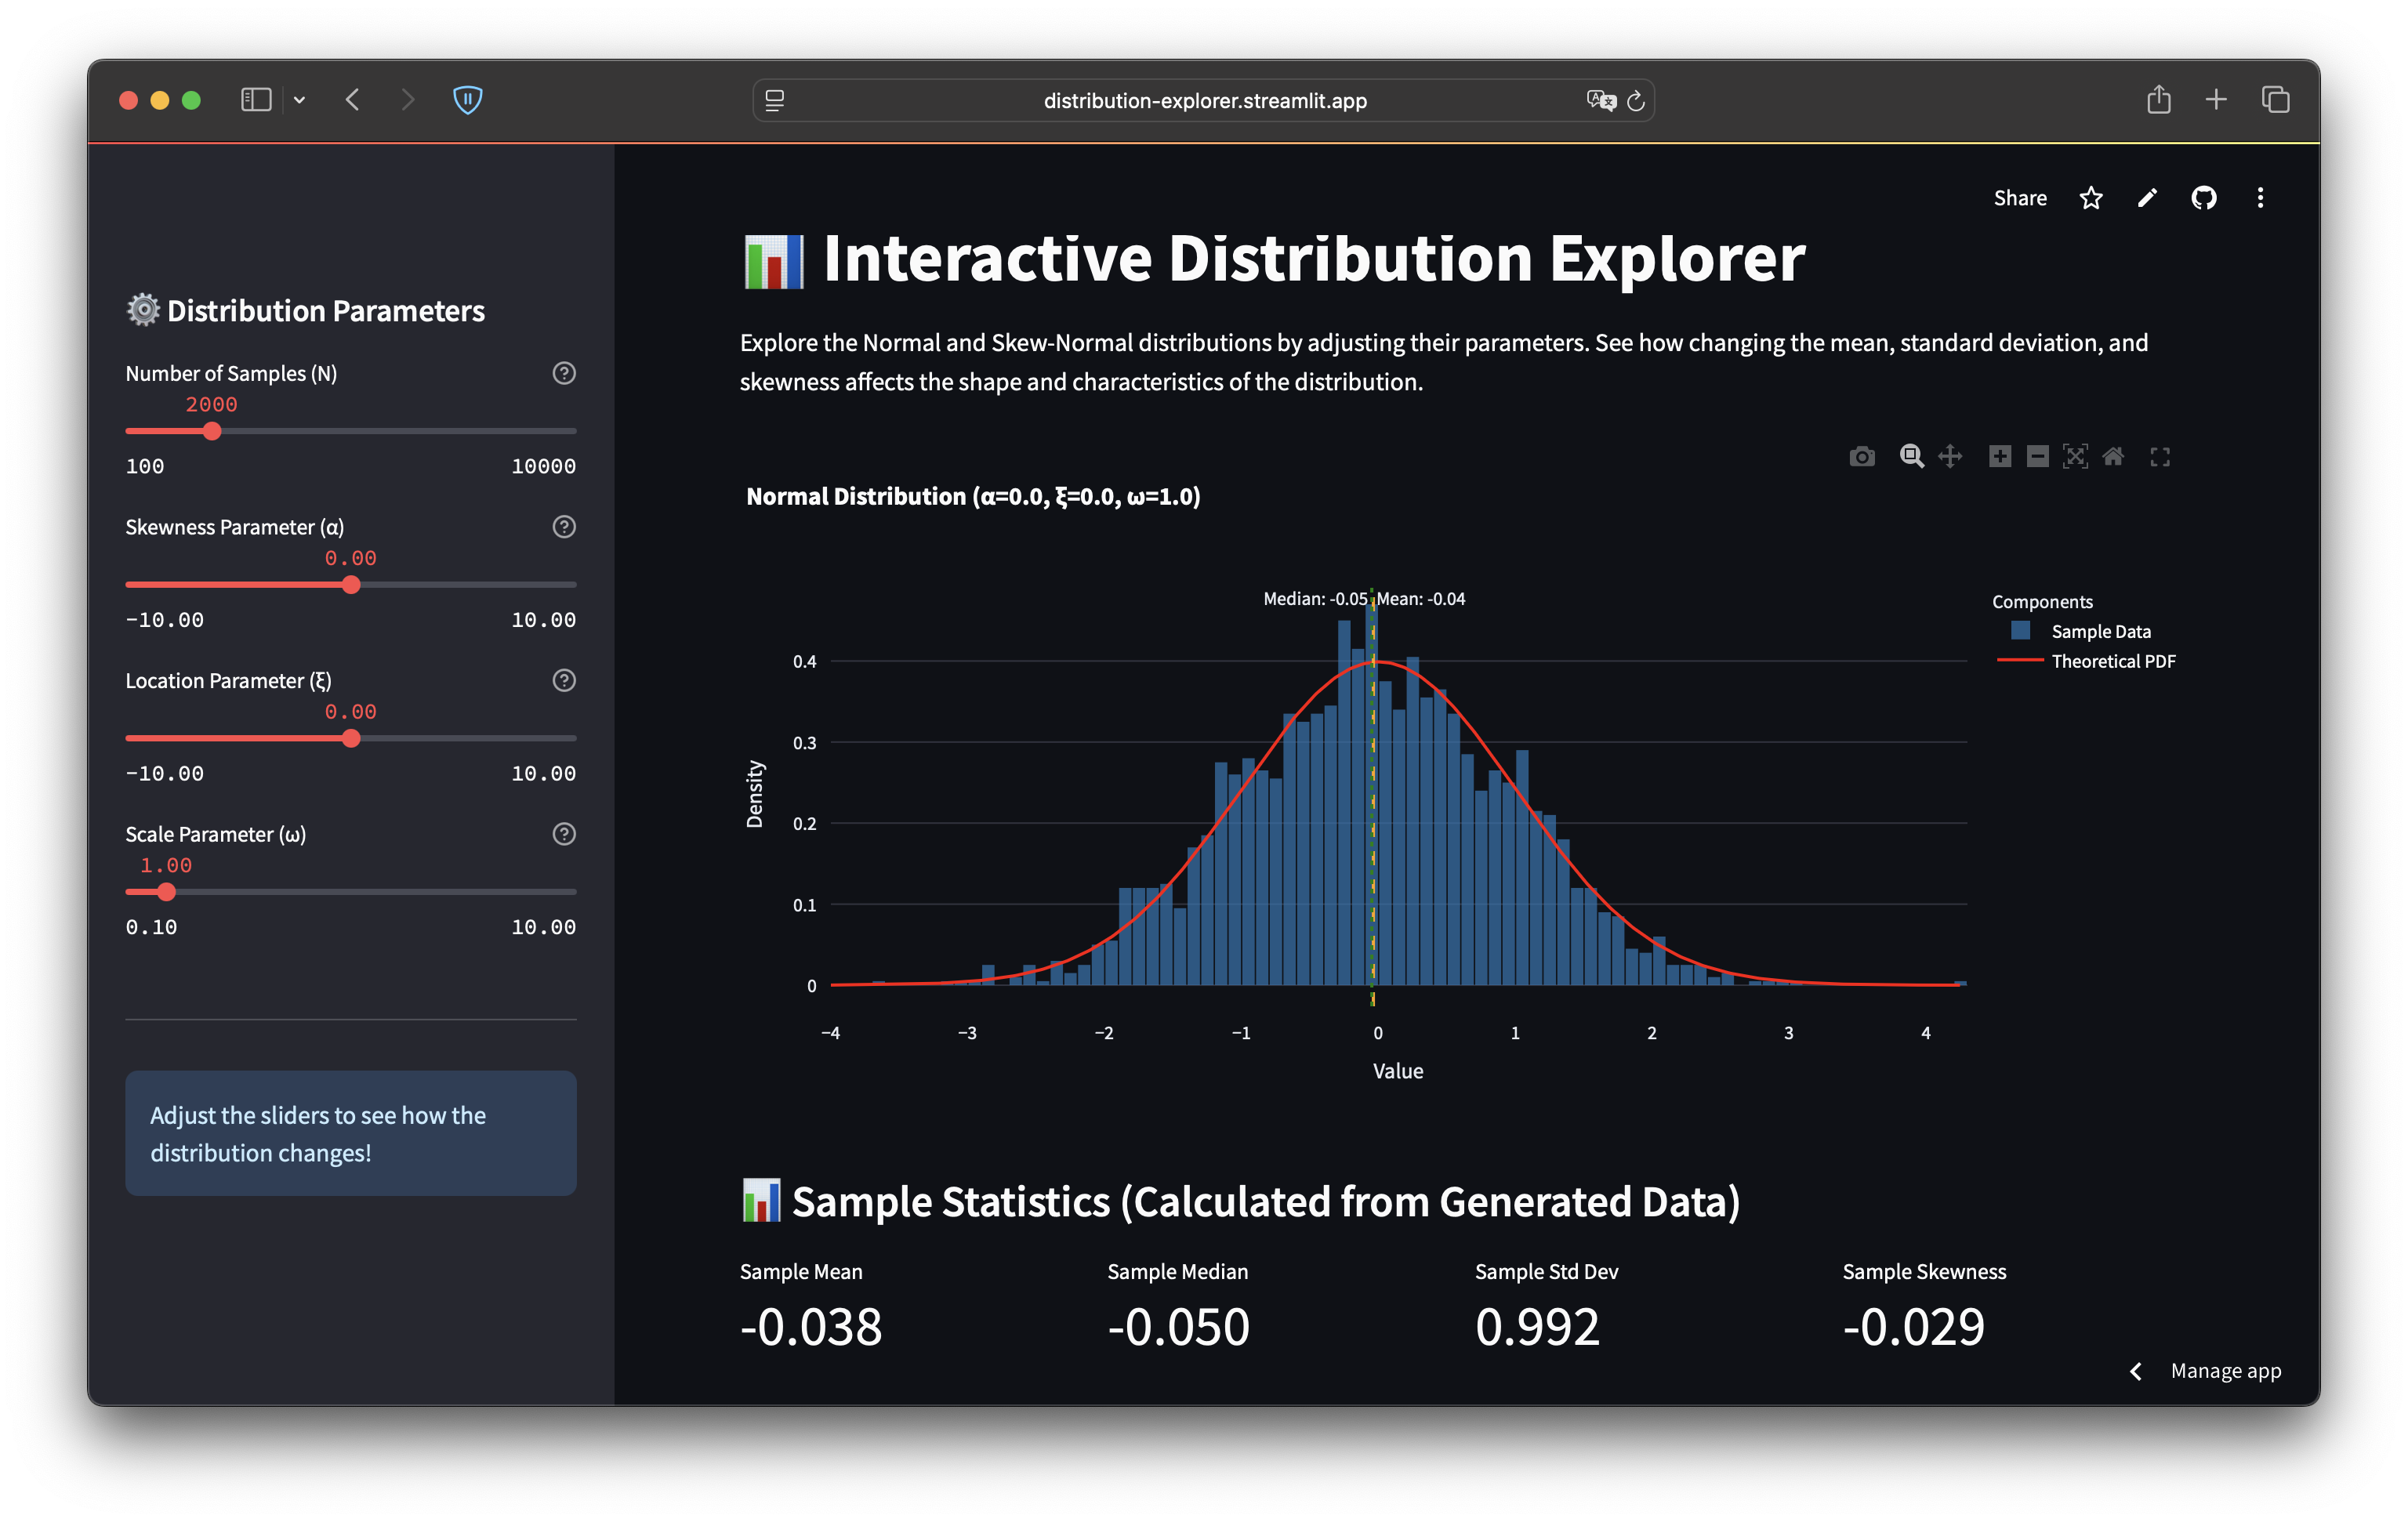 distribution-explorer.streamlit.app
Share
⚙️ Distribution Parameters
Number of Samples (N)
2000
100 10000
Skewness Parameter (α)
0.00
−10.00 10.00
Location Parameter (ξ)
0.00
−10.00 10.00
Scale Parameter (ω)
1.00
0.10 10.00
Adjust the sliders to see how the
distribution changes!
📊 Interactive Distribution Explorer
Explore the Normal and Skew-Normal distributions by adjusting their parameters. See how changing the mean, standard deviation, and
skewness affects the shape and characteristics of the distribution.
Normal Distribution (α=0.0, ξ=0.0, ω=1.0)
Median: -0.05 Mean: -0.04
Components
Sample Data
Theoretical PDF
Density
0.4
0.3
0.2
0.1
0
−4 −3 −2 −1 0 1 2 3 4
Value
📊 Sample Statistics (Calculated from Generated Data)
Sample Mean Sample Median Sample Std Dev Sample Skewness
-0.038 -0.050 0.992 -0.029
Manage app